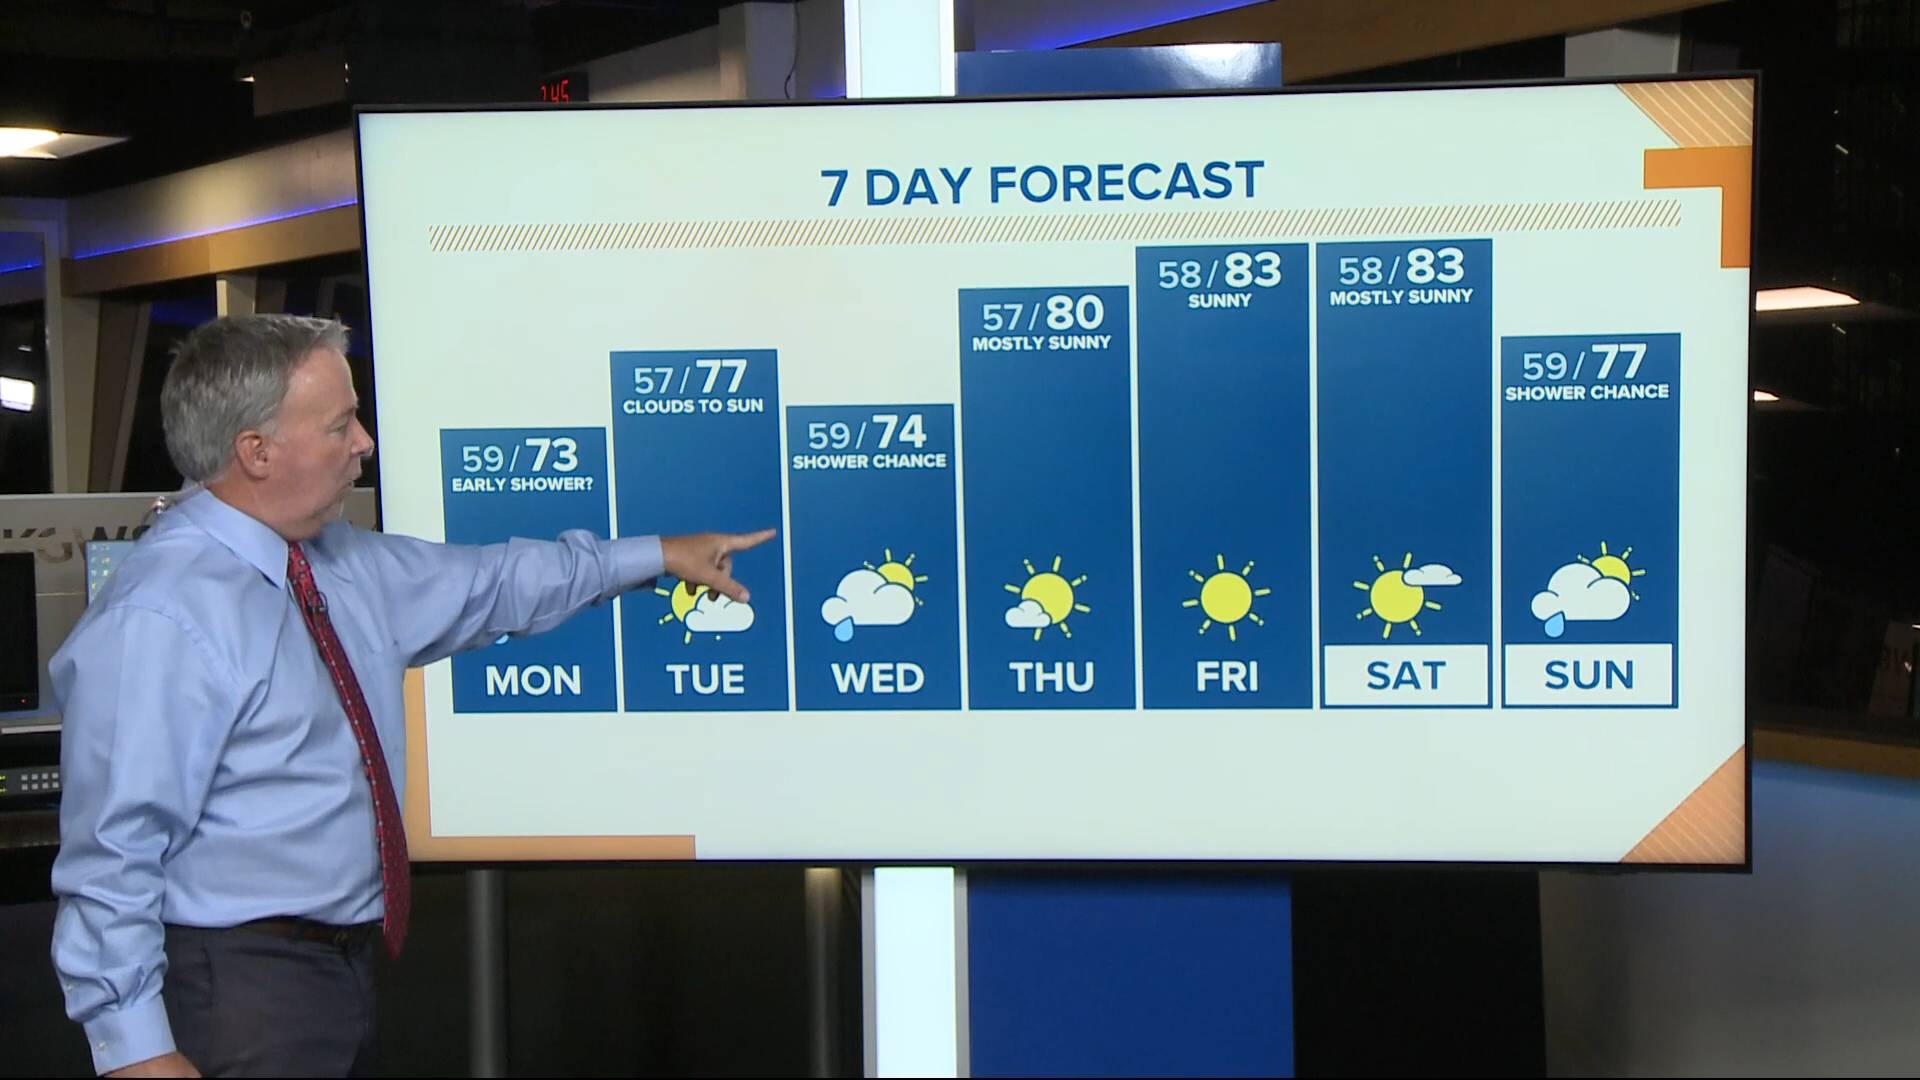 7 DAY FORECAST
59/73
EARLY SHOWER?
57/77
CLOUDS TO SUN
59/74
SHOWER CHANCE
57/80
MOSTLY SUNNY
58/83
SUNNY
58/83
MOSTLY SUNNY
59/77
SHOWER CHANCE
MON
TUE
WED
THU
FRI
SAT
SUN